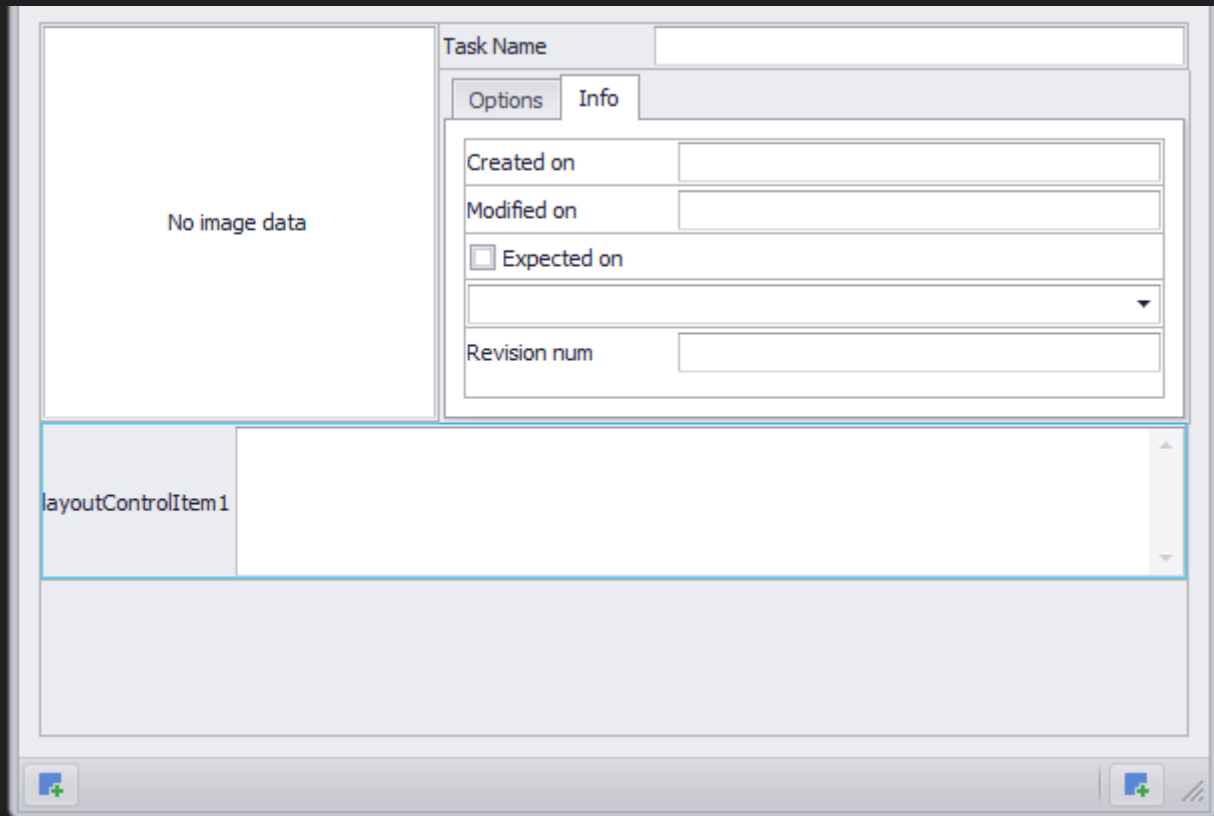 No image data
Task Name
Options Info
Created on
Modified on
Expected on
Revision num
layoutControlItem1